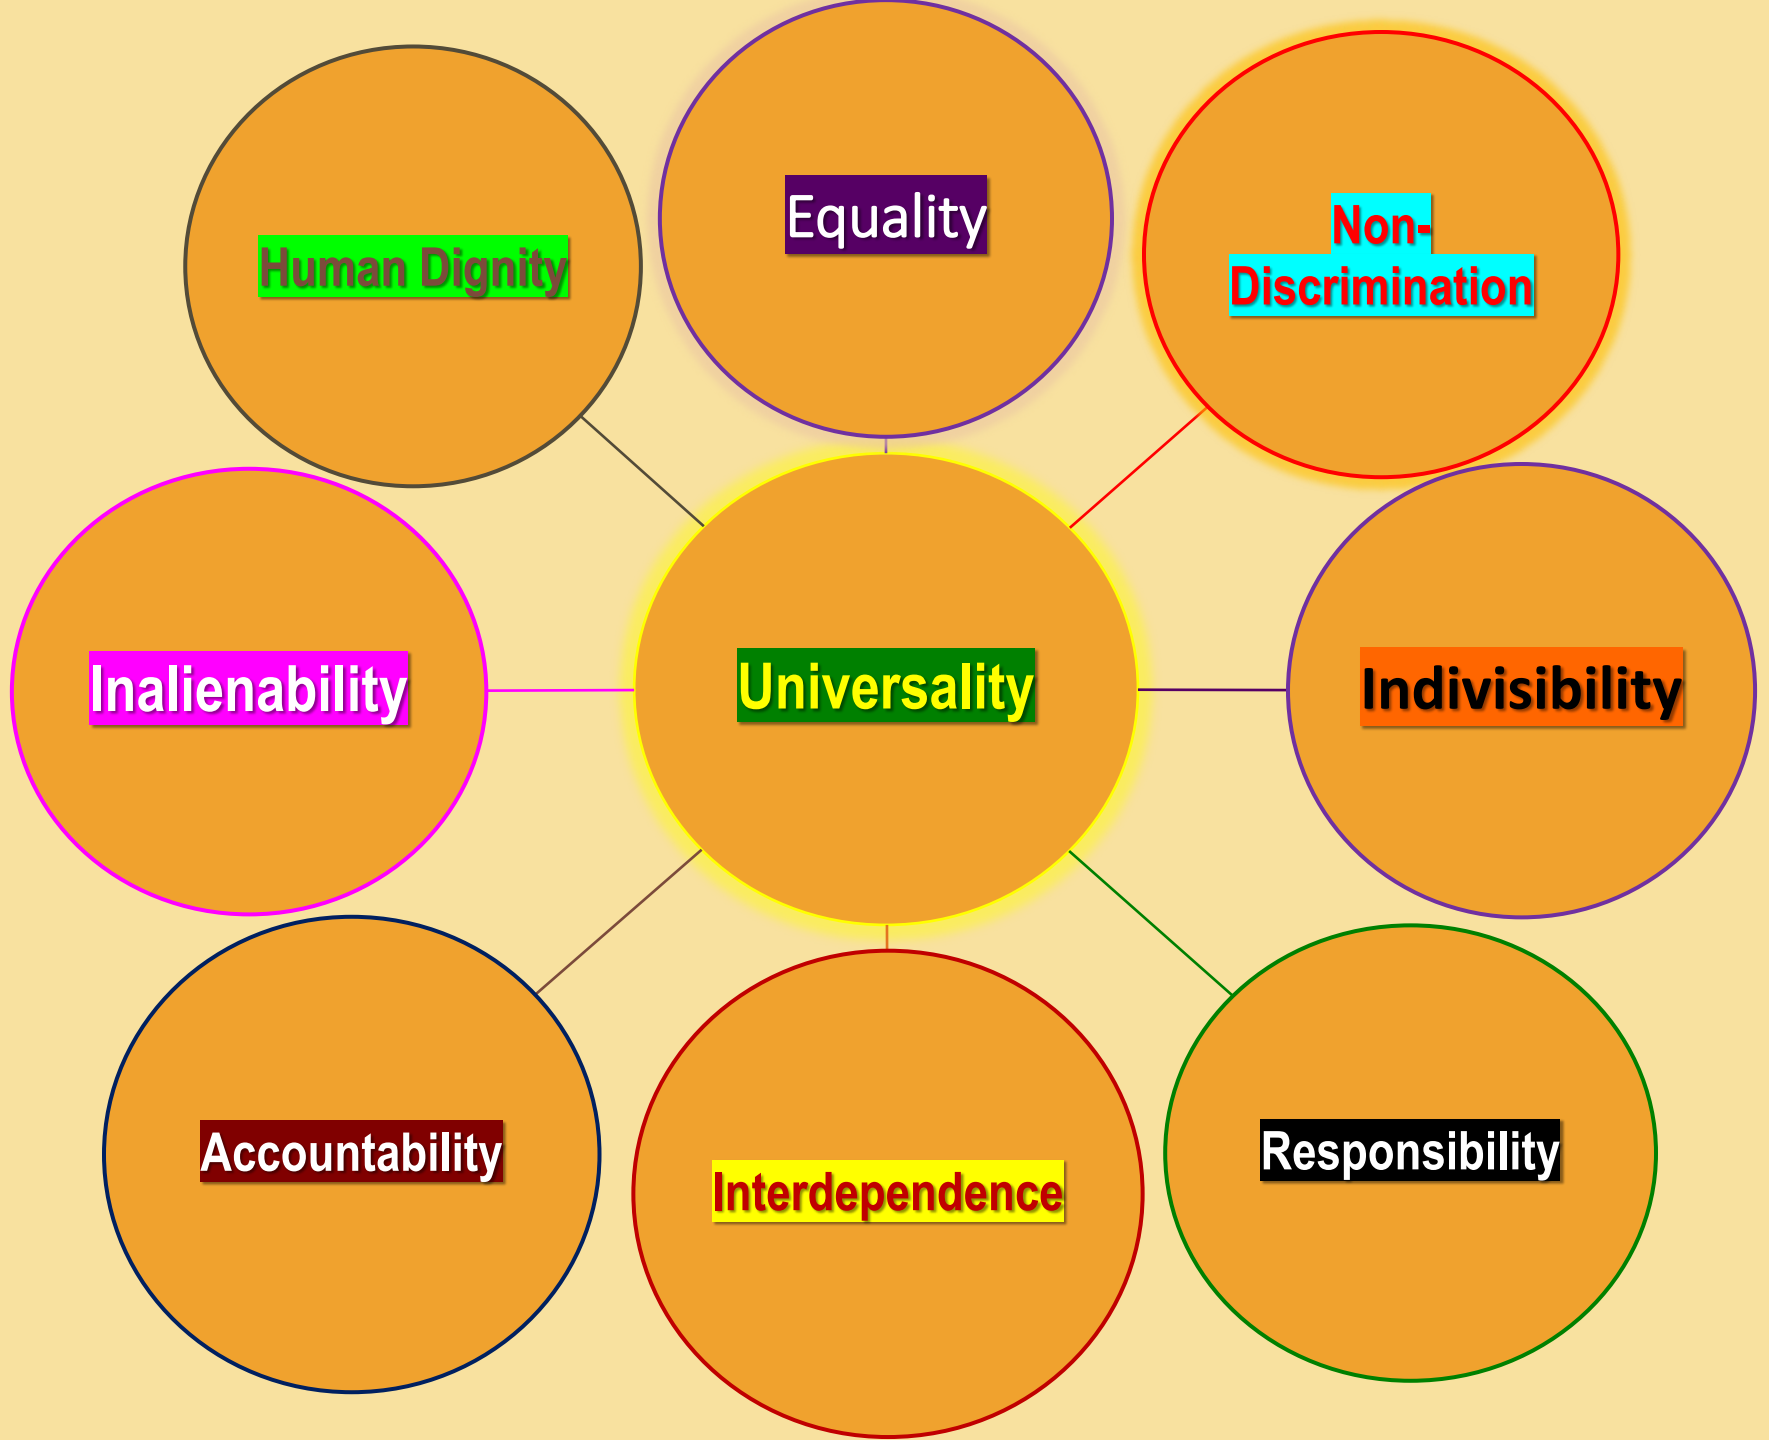 Equality
Human Dignity
Non-
Discrimination
Inalienability
Universality
Indivisibility
Accountability
Interdependence
Responsibility